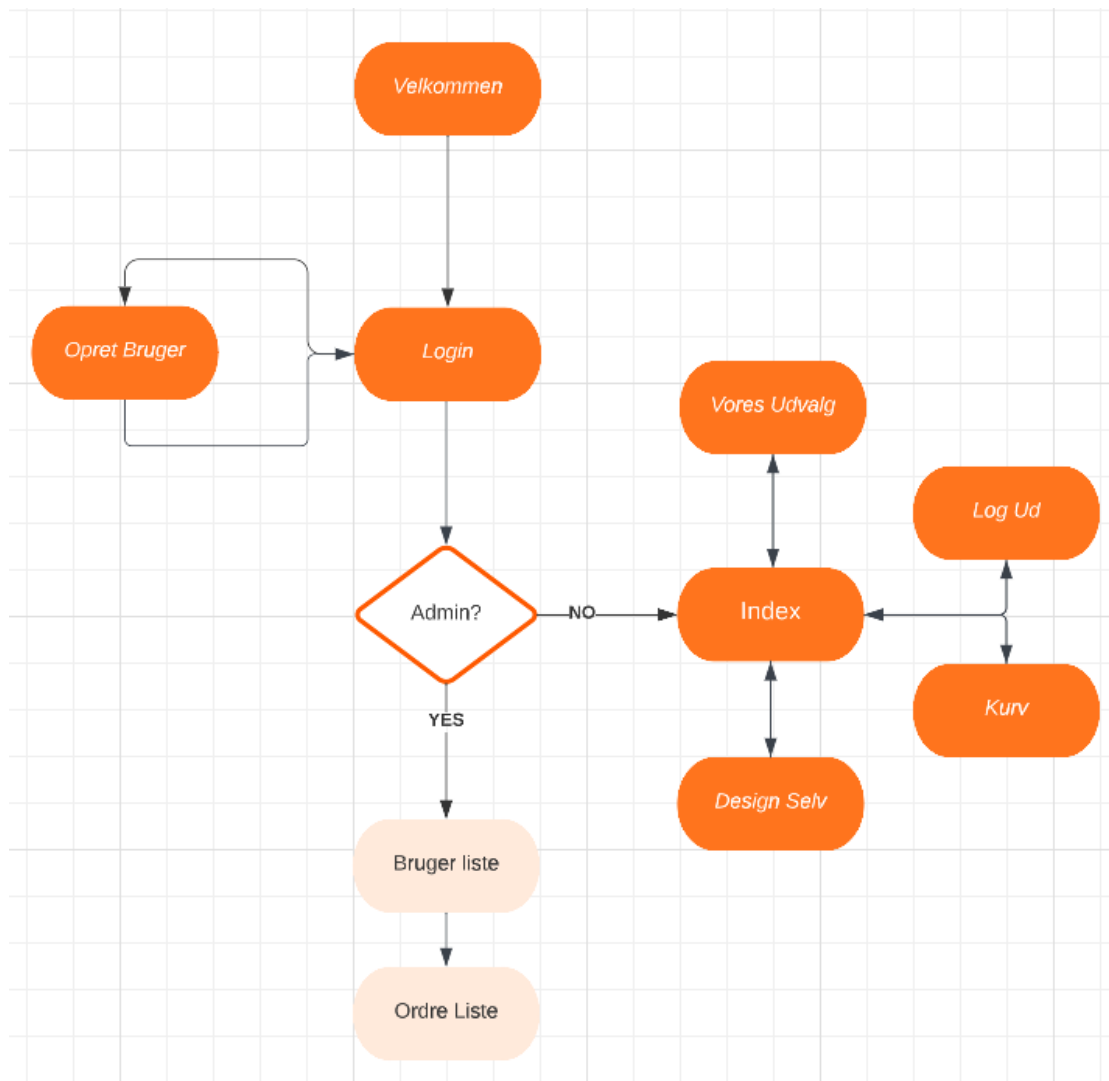 Velkommen
Opret Bruger
Login
Vores Udvalg
Log Ud
Admin?
NO
Index
YES
Kurv
Design Selv
Bruger liste
Ordre Liste